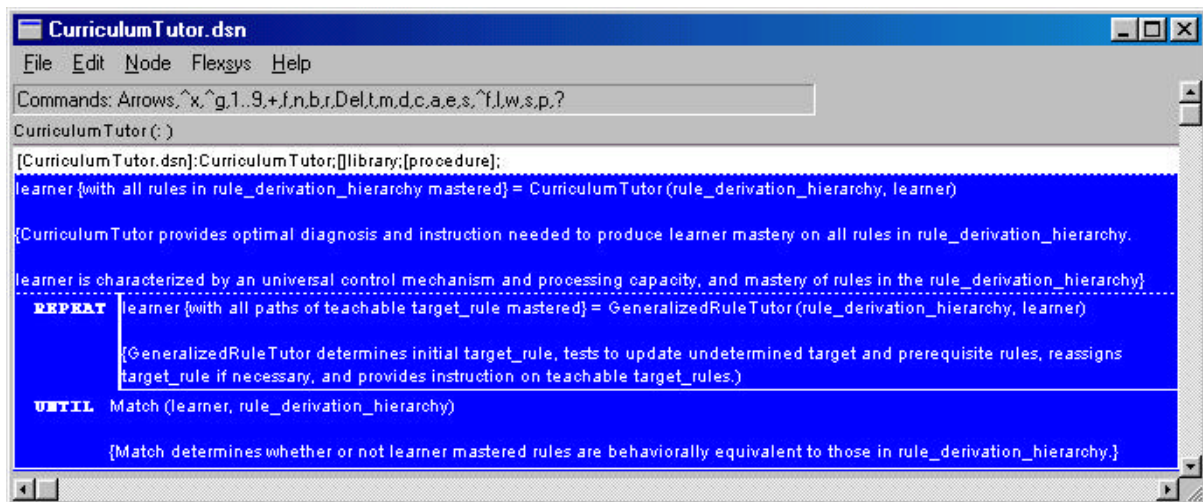 CurriculumTutor.dsn
File Edit Node Flexsys Help
Commands: Arrows,^x,^g,1..9,+,f,n,b,r,Del,t,m,d,c,a,e,s,^f,l,w,s,p,?
CurriculumTutor (: )
[CurriculumTutor.dsn]:CurriculumTutor;[]library;[procedure];
learner {with all rules in rule_derivation_hierarchy mastered} = CurriculumTutor (rule_derivation_hierarchy, learner)
{CurriculumTutor provides optimal diagnosis and instruction needed to produce learner mastery on all rules in rule_derivation_hierarchy.
learner is characterized by an universal control mechanism and processing capacity, and mastery of rules in the rule_derivation_hierarchy}
REPEAT learner {with all paths of teachable target_rule mastered} = GeneralizedRuleTutor (rule_derivation_hierarchy, learner)
{GeneralizedRuleTutor determines initial target_rule, tests to update undetermined target and prerequisite rules, reassigns
target_rule if necessary, and provides instruction on teachable target_rules.)
UNTIL Match (learner, rule_derivation_hierarchy)
{Match determines whether or not learner mastered rules are behaviorally equivalent to those in rule_derivation_hierarchy.}